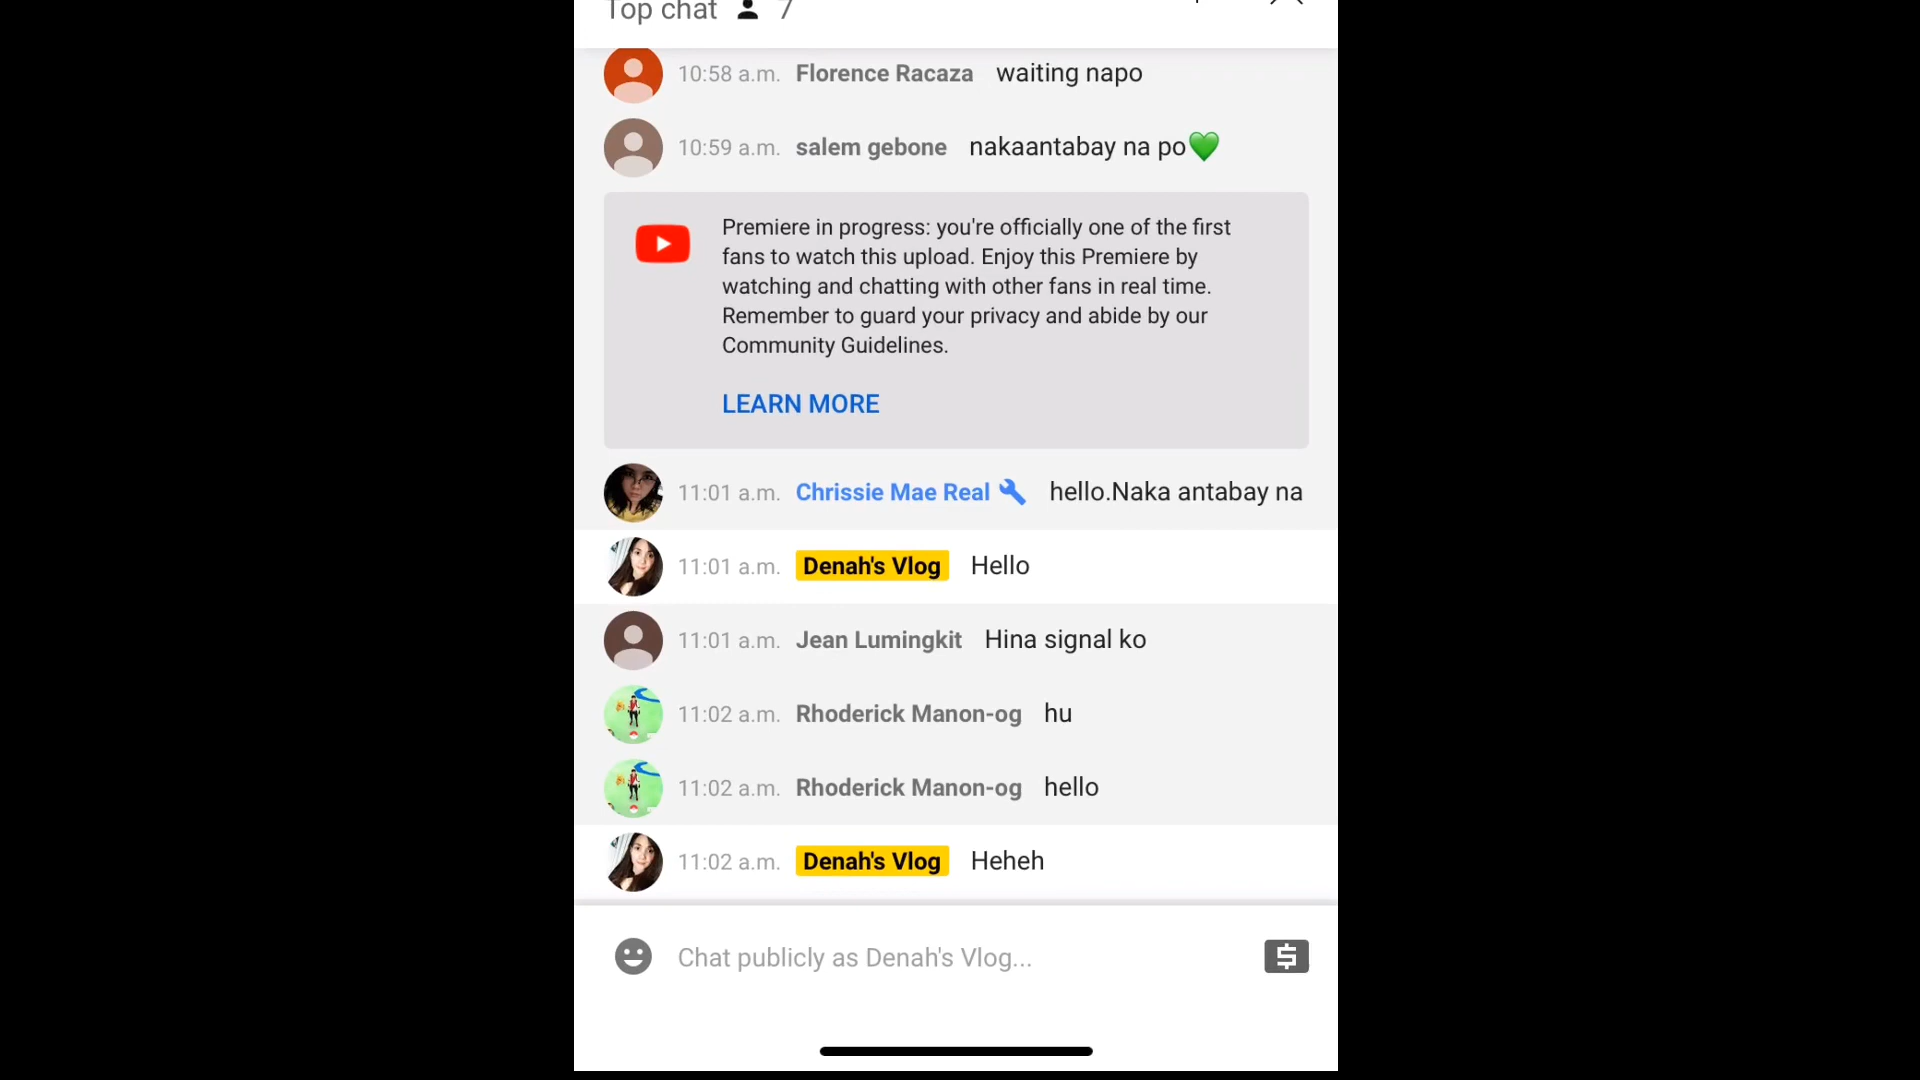 Top chat 7
10:58 a.m. Florence Racaza waiting napo
10:59 a.m. salem gebone nakaantabay na po💚
Premiere in progress: you're officially one of the first
fans to watch this upload. Enjoy this Premiere by
watching and chatting with other fans in real time.
Remember to guard your privacy and abide by our
Community Guidelines.
LEARN MORE
11:01 a.m. Chrissie Mae Real hello.Naka antabay na
11:01 a.m. Denah's Vlog Hello
11:01 a.m. Jean Lumingkit Hina signal ko
11:02 a.m. Rhoderick Manon-og hu
11:02 a.m. Rhoderick Manon-og hello
11:02 a.m. Denah's Vlog Heheh
Chat publicly as Denah's Vlog...